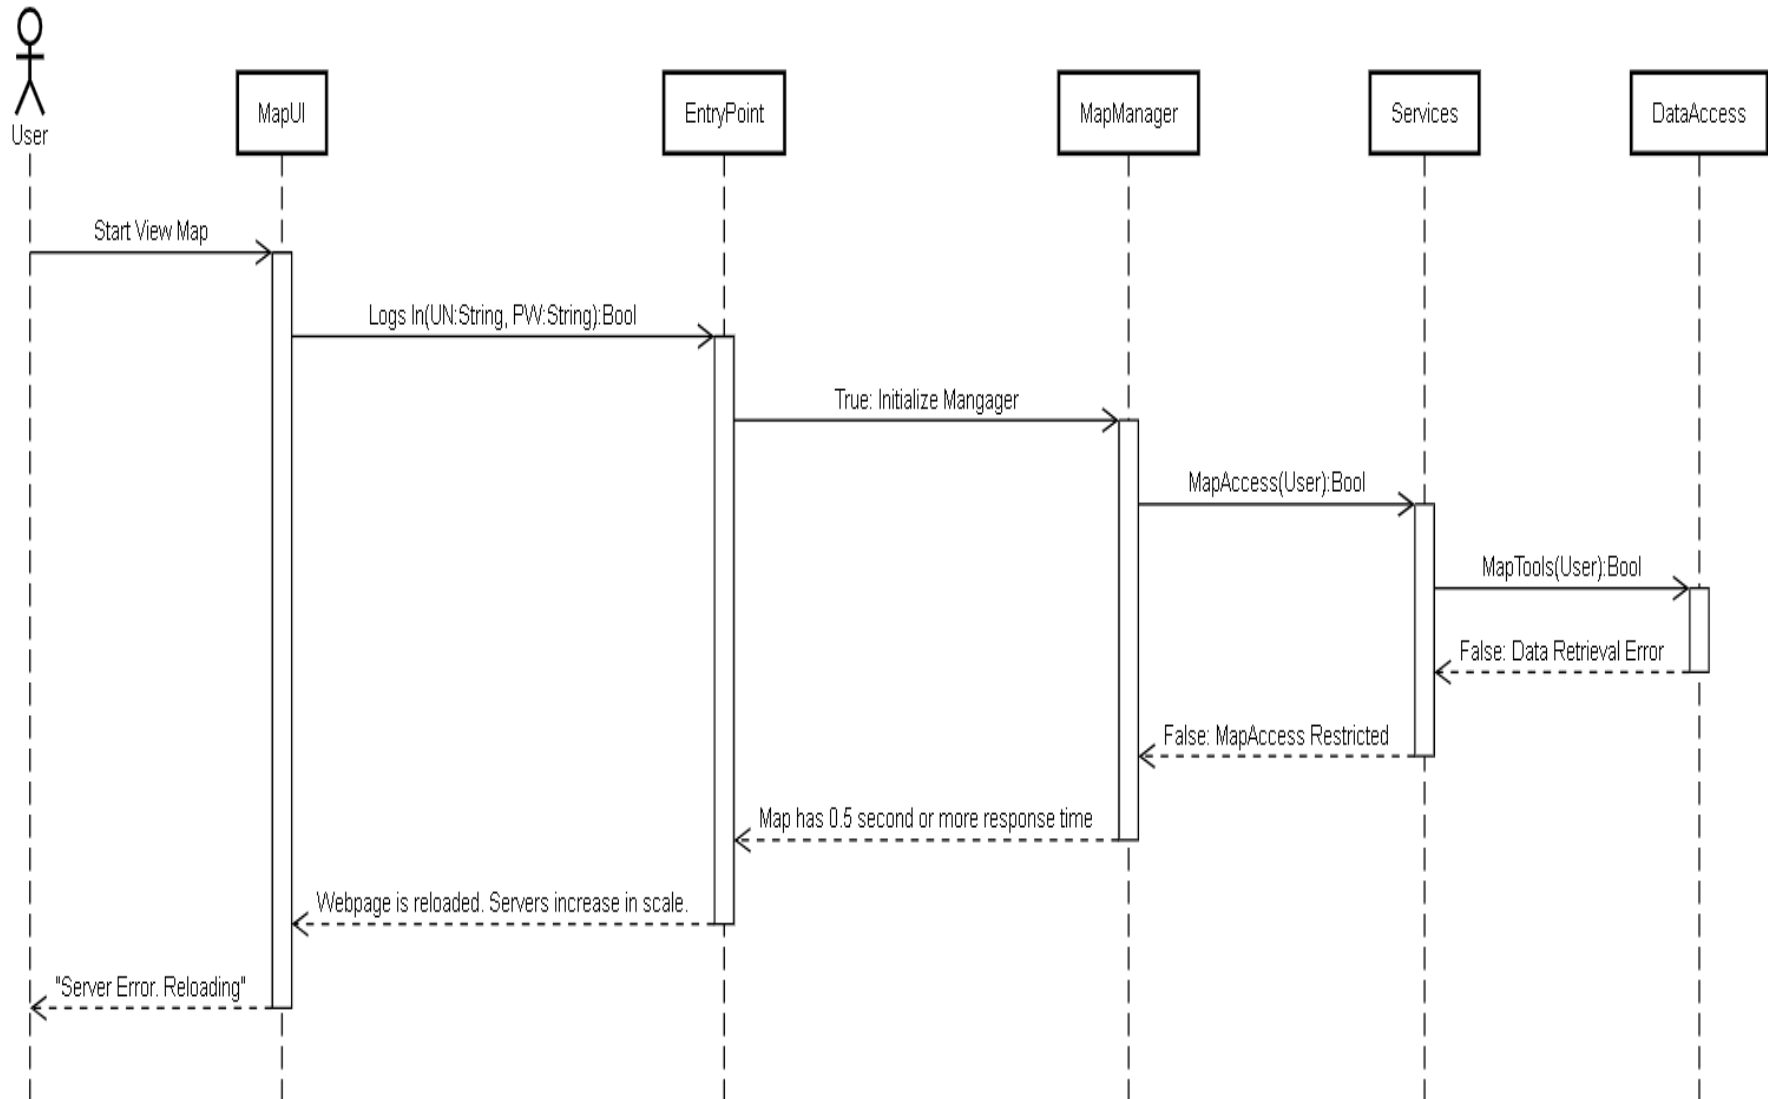 User
MapUI
EntryPoint
MapManager
Services
DataAccess
Start View Map
Logs In(UN:String, PW:String):Bool
True: Initialize Mangager
MapAccess(User):Bool
MapTools(User):Bool
False: Data Retrieval Error
False: MapAccess Restricted
Map has 0.5 second or more response time
Webpage is reloaded. Servers increase in scale.
"Server Error. Reloading"